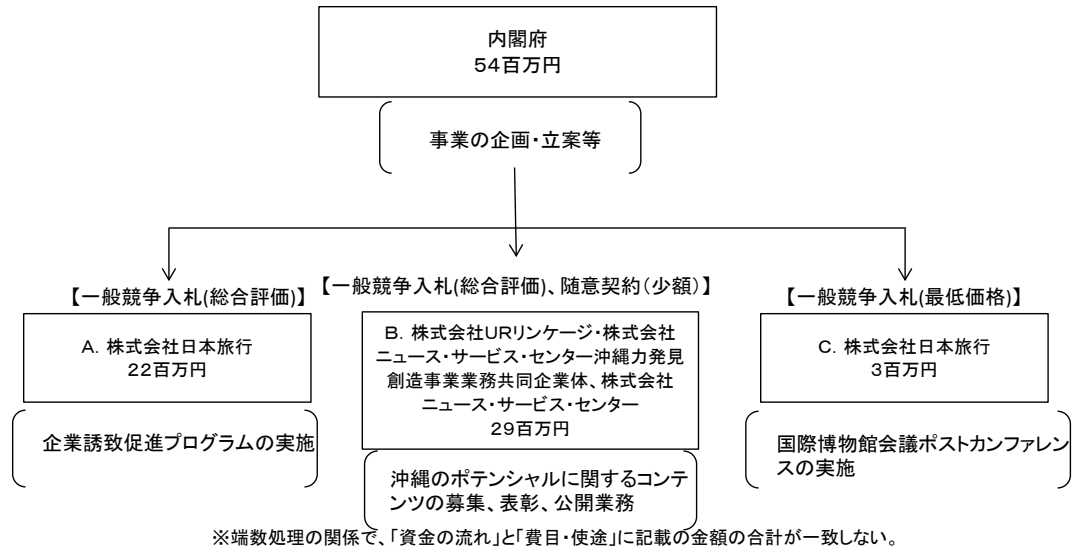 内閣府
54百万円
事業の企画・立案等
【一般競争入札(総合評価)】
A. 株式会社日本旅行
22百万円
企業誘致促進プログラムの実施
【一般競争入札(総合評価)、随意契約(少額)】
B. 株式会社URリンケージ・株式会社
ニュース・サービス・センター沖縄力発見
創造事業業務共同企業体、株式会社
ニュース・サービス・センター
29百万円
沖縄のポテンシャルに関するコンテ
ンツの募集、表彰、公開業務
【一般競争入札(最低価格)】
C. 株式会社日本旅行
3百万円
国際博物館会議ポストカンファレン
スの実施
※端数処理の関係で、「資金の流れ」と「費目・使途」に記載の金額の合計が一致しない。